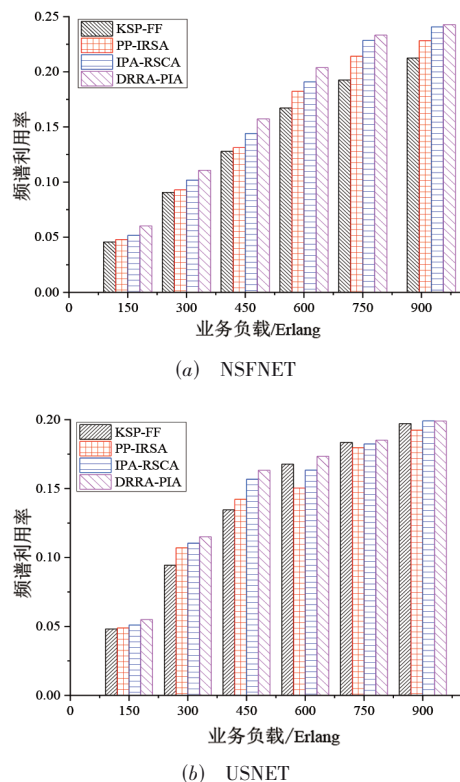 KSP-FF
PP-IRSA
IPA-RSCA
DRRA-PIA
0.25
0.20
0.15
0.10
0.05
0.00
频谱利用率
0 150 300 450 600 750 900
业务负载/Erlang
(a) NSFNET
KSP-FF
PP-IRSA
IPA-RSCA
DRRA-PIA
0.20
0.15
0.10
0.05
0.00
频谱利用率
0 150 300 450 600 750 900
业务负载/Erlang
(b) USNET